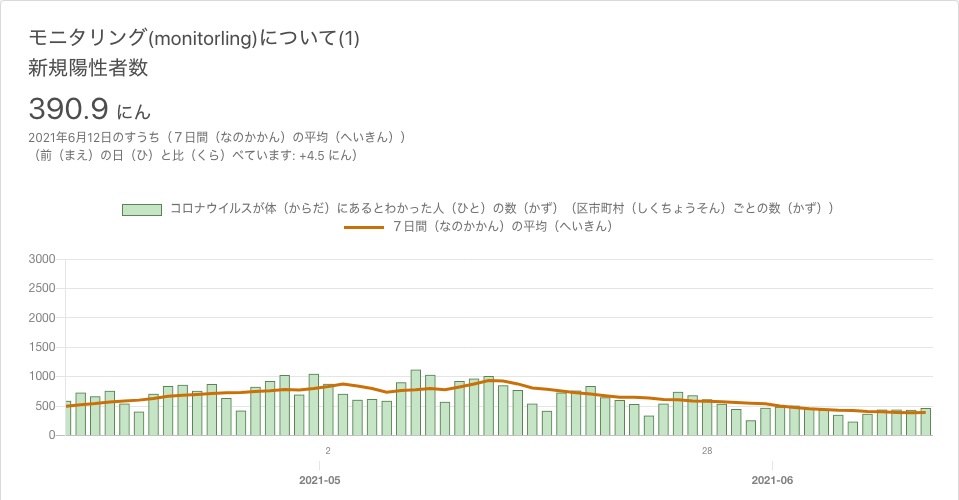 モニタリング(monitorling)について(1)
新規陽性者数
390.9 にん
2021年6月12日のすうち（７日間（なのかかん）の平均（へいきん））
（前（まえ）の日（ひ）と比（くら）べています: +4.5 にん）
コロナウイルスが体（からだ）にあるとわかった人（ひと）の数（かず）（区市町村（しくちょうそん）ごとの数（かず））
７日間（なのかかん）の平均（へいきん）
3000
2500
2000
1500
1000
500
0
2
28
2021-05
2021-06